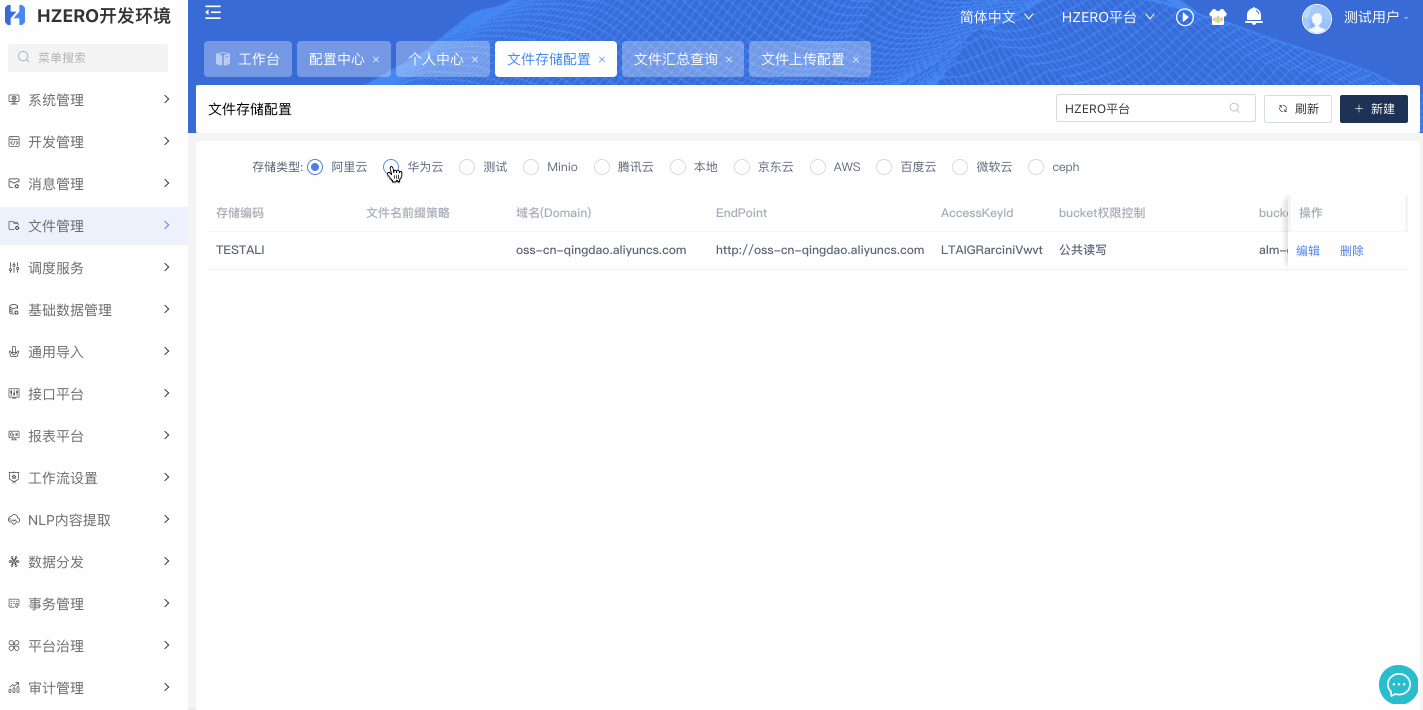 HZERO开发环境
简体中文
HZERO平台
测试用户
菜单搜索
工作台
配置中心 ×
个人中心 ×
文件存储配置 ×
文件汇总查询 ×
文件上传配置 ×
文件存储配置
HZERO平台
刷新
+ 新建
系统管理
开发管理
消息管理
文件管理
调度服务
基础数据管理
通用导入
接口平台
报表平台
工作流设置
NLP内容提取
数据分发
事务管理
平台治理
审计管理
存储类型: 阿里云 华为云 测试 Minio 腾讯云 本地 京东云 AWS 百度云 微软云 ceph
存储编码 文件名前缀策略 域名(Domain) EndPoint AccessKeyId bucket权限控制 操作
TESTALI oss-cn-qingdao.aliyuncs.com http://oss-cn-qingdao.aliyuncs.com LTAIGRarciniVwvt 公共读写 编辑 删除